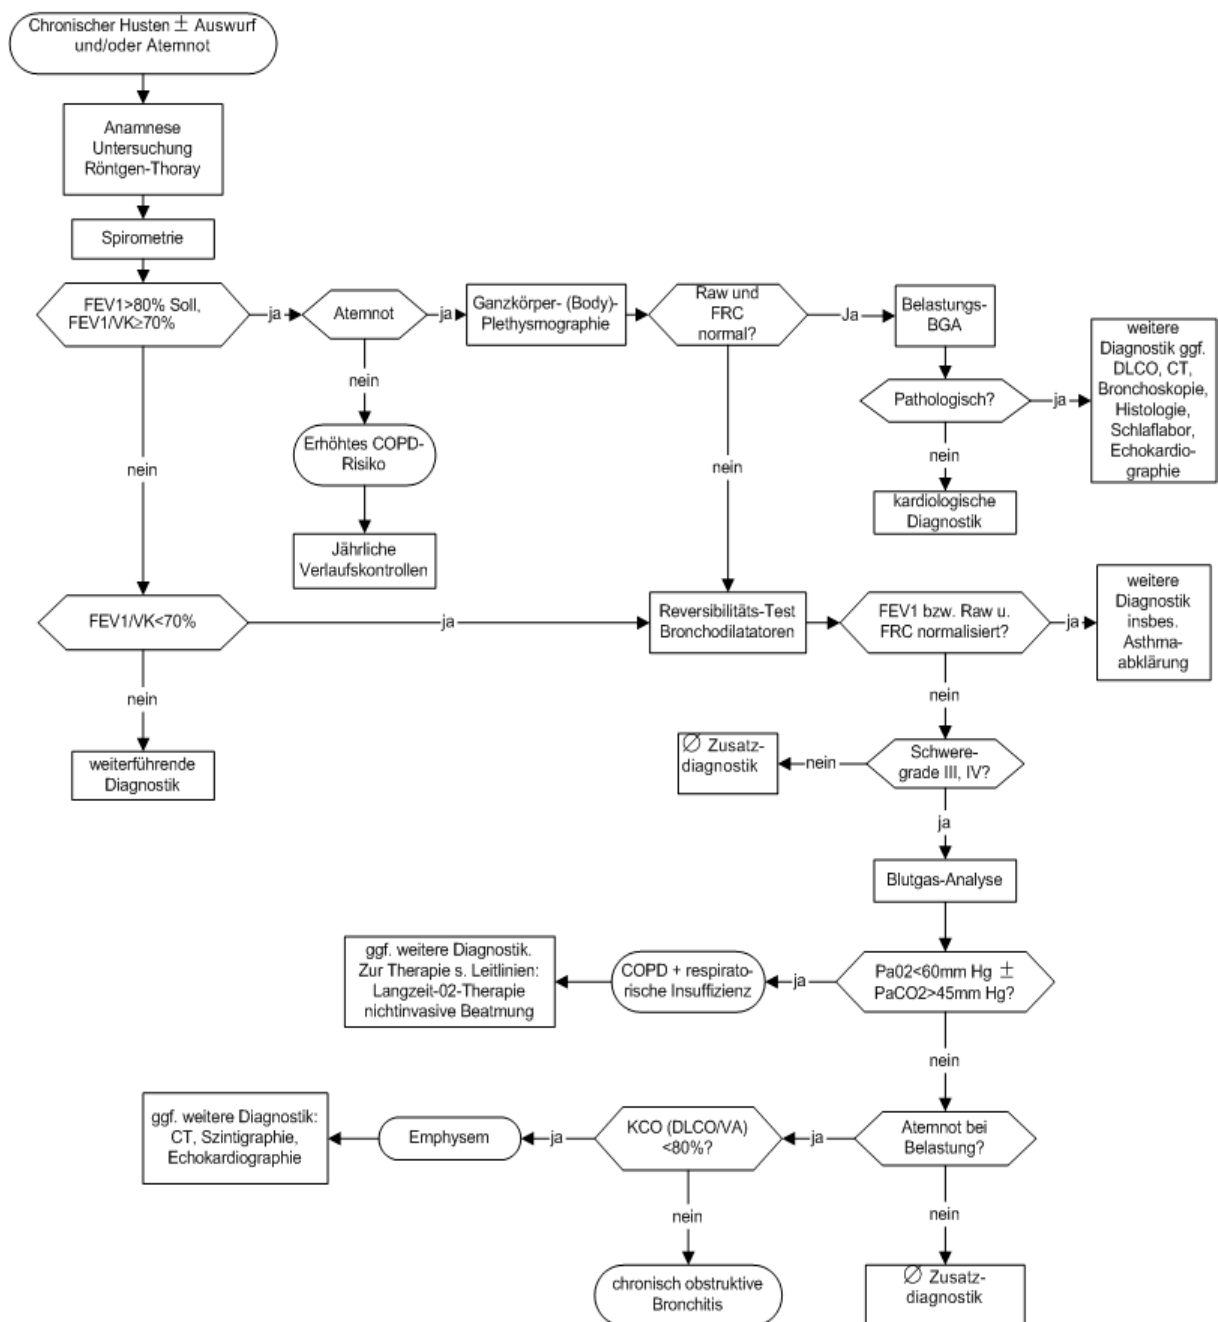 Chronischer Husten ± Auswurf
und/oder Atemnot
Anamnese
Untersuchung
Röntgen-Thoray
Spirometrie
FEV1>80% Soll,
FEV1/VK≥70%
ja
Atemnot
ja
Ganzkörper- (Body)-
Plethysmographie
Raw und
FRC
normal?
Ja
Belastungs-
BGA
weitere
Diagnostik ggf.
DLCO, CT,
Bronchoskopie,
Histologie,
Schlaflabor,
Echokardio-
graphie
nein
Pathologisch?
ja
Erhöhtes COPD-
Risiko
nein
nein
nein
kardiologische
Diagnostik
Jährliche
Verlaufskontrollen
FEV1/VK<70%
ja
Reversibilitäts-Test
Bronchodilatatoren
FEV1 bzw. Raw u.
FRC normalisiert?
ja
weitere
Diagnostik
insbes.
Asthma-
abklärung
nein
nein
weiterführende
Diagnostik
∅ Zusatz-
diagnostik
nein
Schwere-
grade III, IV?
ja
Blutgas-Analyse
ggf. weitere Diagnostik.
Zur Therapie s. Leitlinien:
Langzeit-02-Therapie
nichtinvasive Beatmung
COPD + respirato-
rische Insuffizienz
ja
Pa02<60mm Hg ±
PaCO2>45mm Hg?
nein
ggf. weitere Diagnostik:
CT, Szintigraphie,
Echokardiographie
Emphysem
ja
KCO (DLCO/VA)
<80%?
ja
Atemnot bei
Belastung?
nein
nein
chronisch obstruktive
Bronchitis
∅ Zusatz-
diagnostik